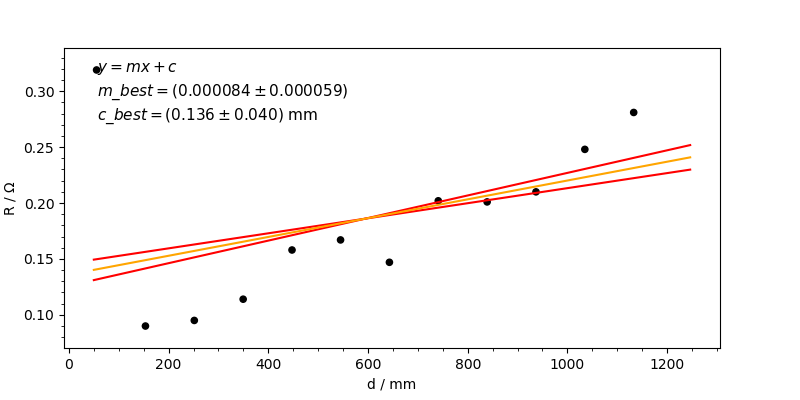 y = mx + c
m_best = (0.000084 ± 0.000059)
c_best = (0.136 ± 0.040) mm
0.30
0.25
0.20
0.15
0.10
R / Ω
0 200 400 600 800 1000 1200
d / mm